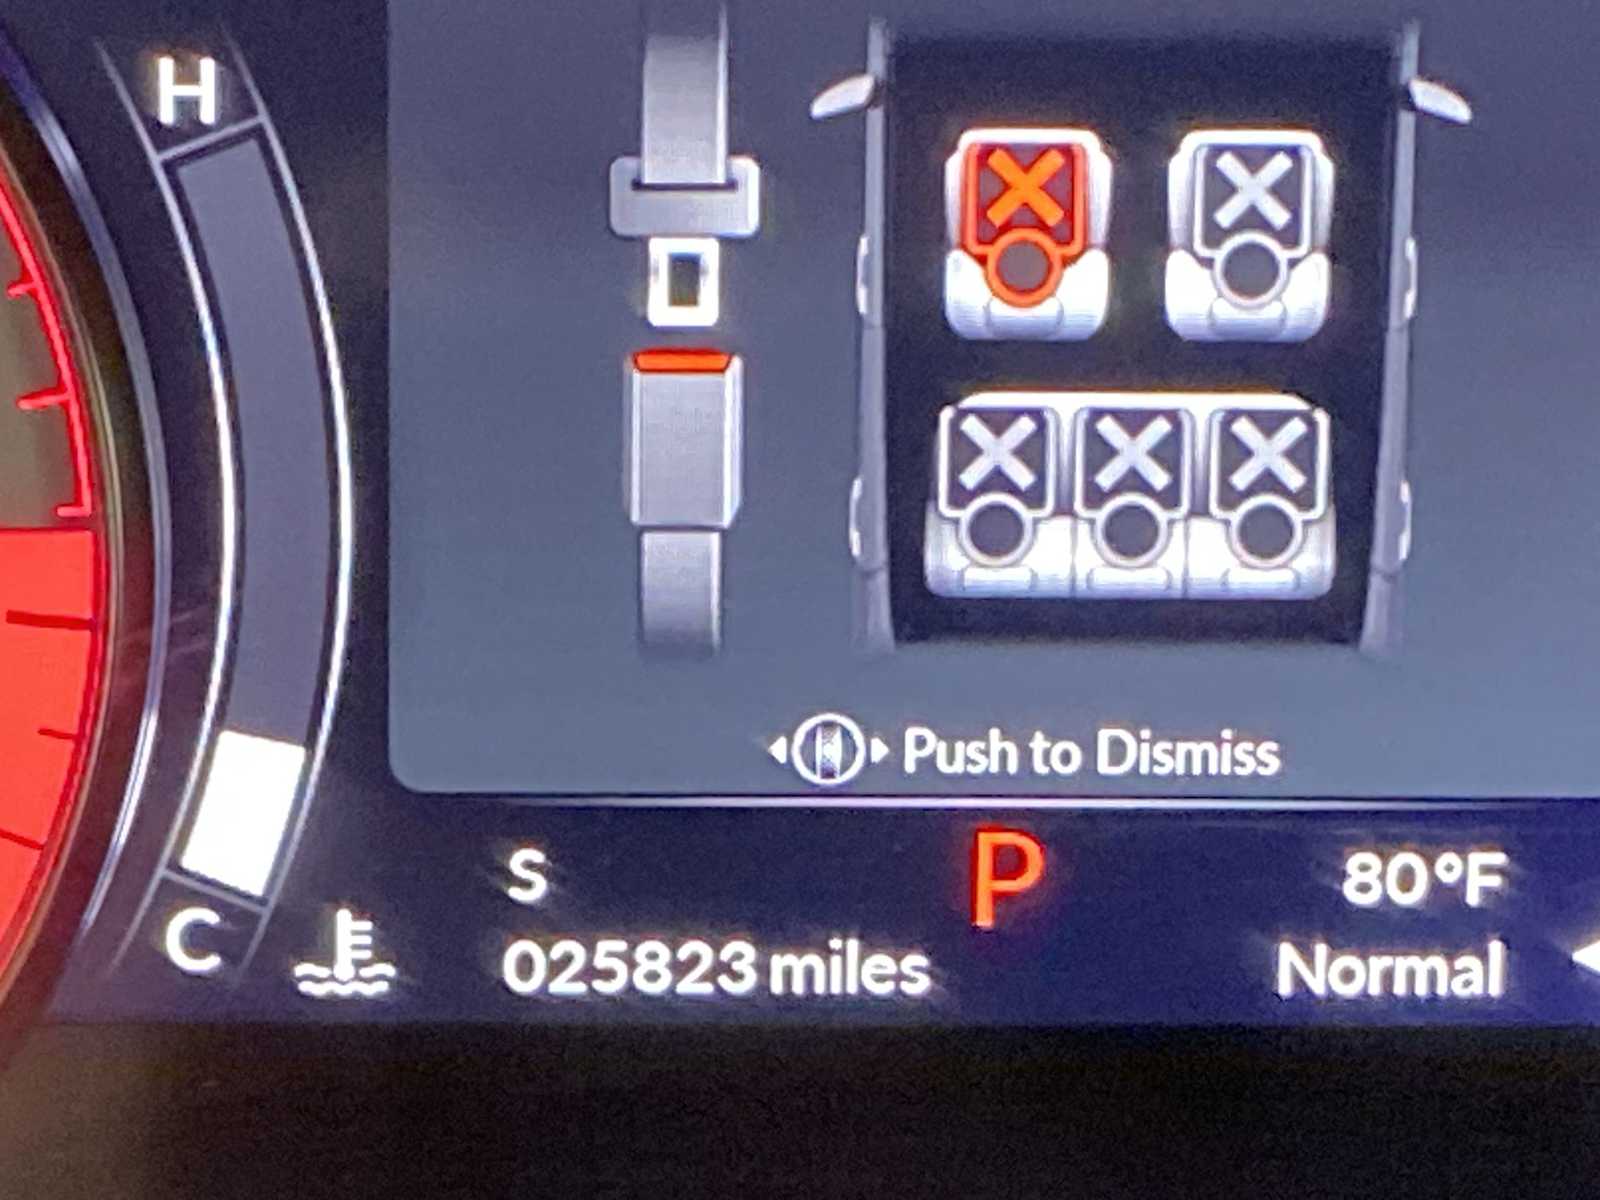 H
Push to Dismiss
S
P
80°F
C
025823 miles
Normal